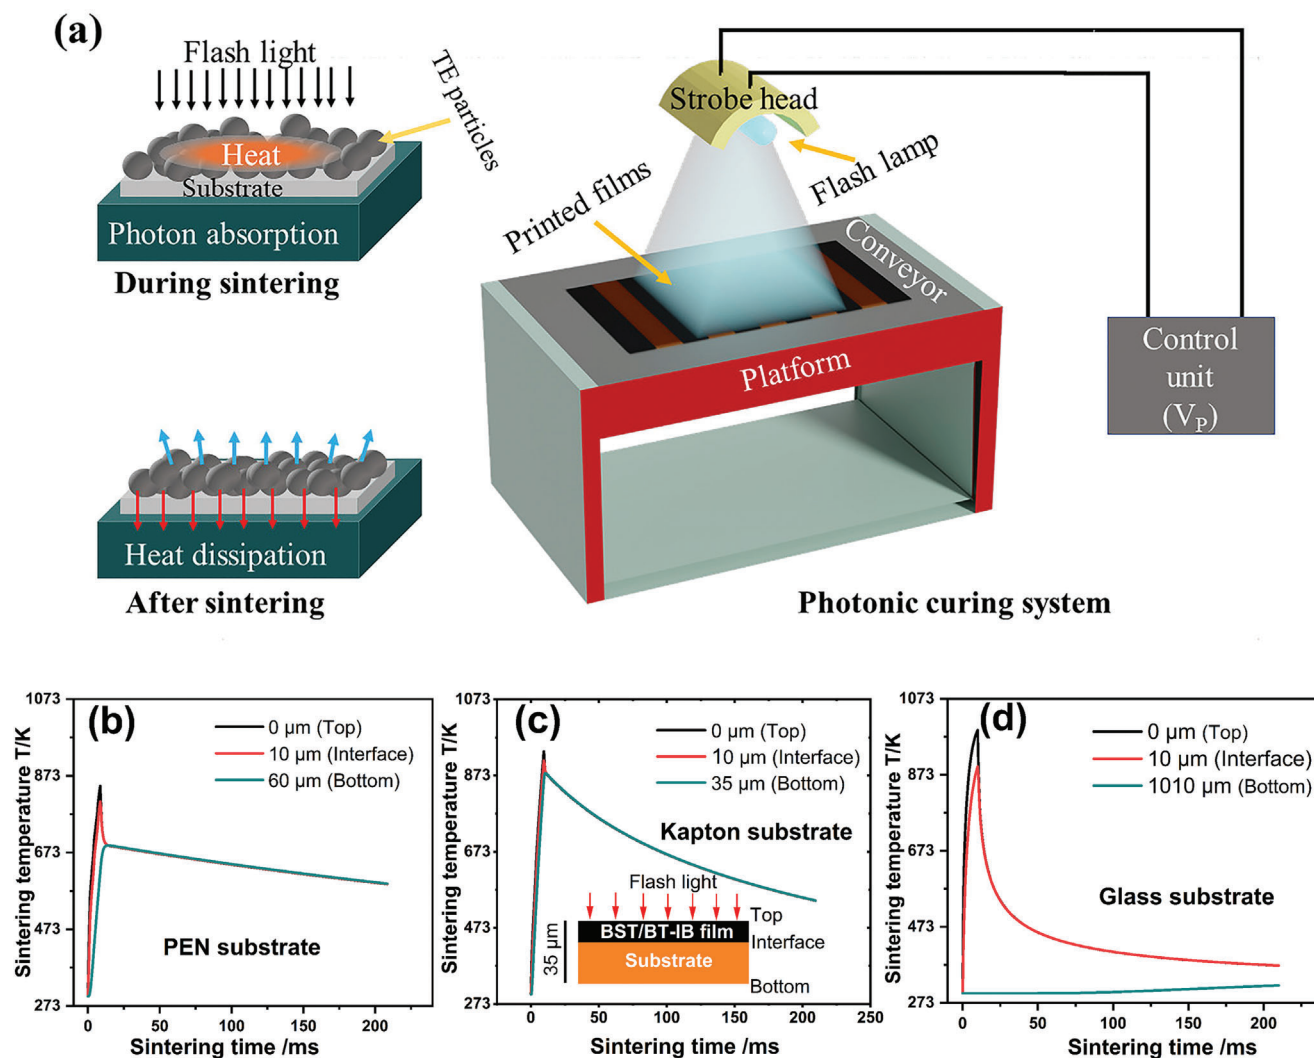 (a)
Flash light
TE particles
Heat
Substrate
Photon absorption
During sintering
Heat dissipation
After sintering
Strobe head
Flash lamp
Printed films
Conveyor
Platform
Control
unit
(V_P)
Photonic curing system
(b)
Sintering temperature T/K
1073
873
673
473
273
0 μm (Top)
10 μm (Interface)
60 μm (Bottom)
PEN substrate
0 50 100 150 200
Sintering time /ms
(c)
Sintering temperature T/K
1073
873
673
473
273
0 μm (Top)
10 μm (Interface)
35 μm (Bottom)
Kapton substrate
Flash light
Top
BST/BT-IB film
Interface
35 μm
Substrate
Bottom
0 50 100 150 200 250
Sintering time /ms
(d)
Sintering temperature T/K
1073
873
673
473
273
0 μm (Top)
10 μm (Interface)
1010 μm (Bottom)
Glass substrate
0 50 100 150 200
Sintering time /ms